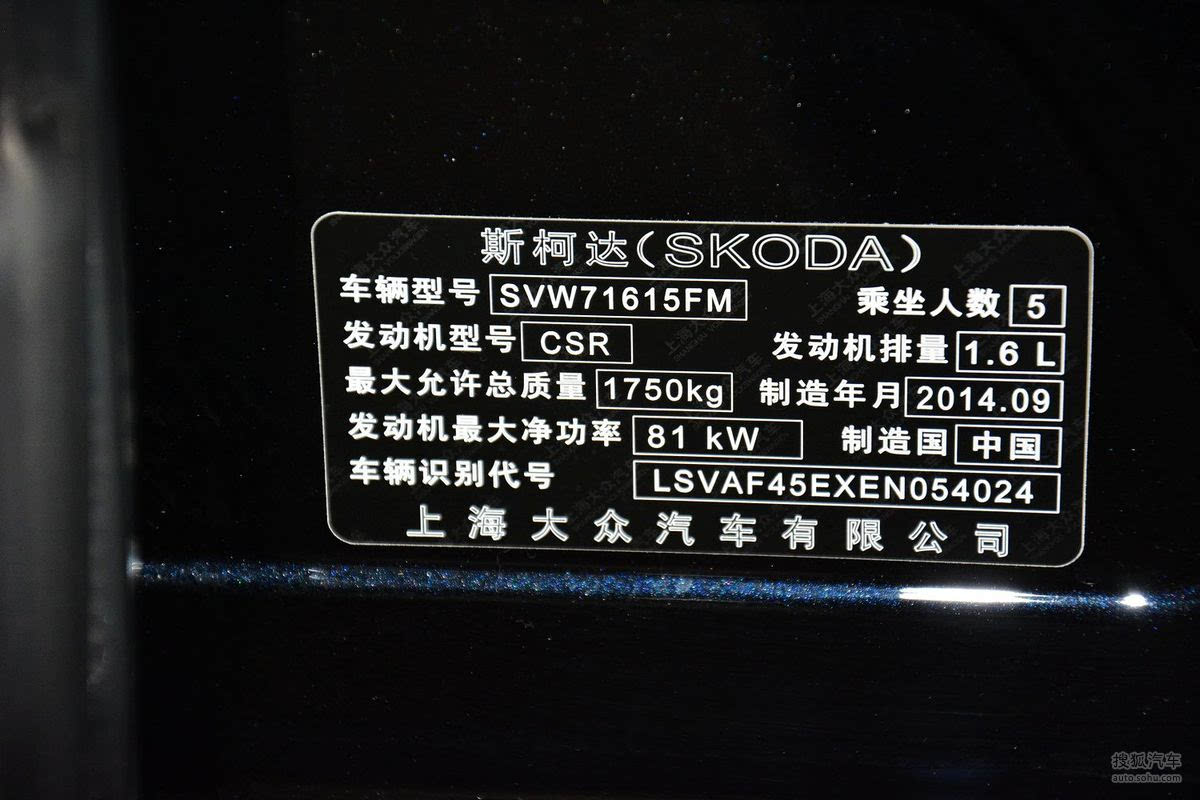 斯柯达(SKODA)
车辆型号 SVW71615FM 乘坐人数 5
发动机型号 CSR 发动机排量 1.6 L
最大允许总质量 1750kg 制造年月 2014.09
发动机最大净功率 81 kW 制造国 中国
车辆识别代号 LSVAF45EXEN054024
上海大众汽车有限公司
搜狐汽车
auto.sohu.com